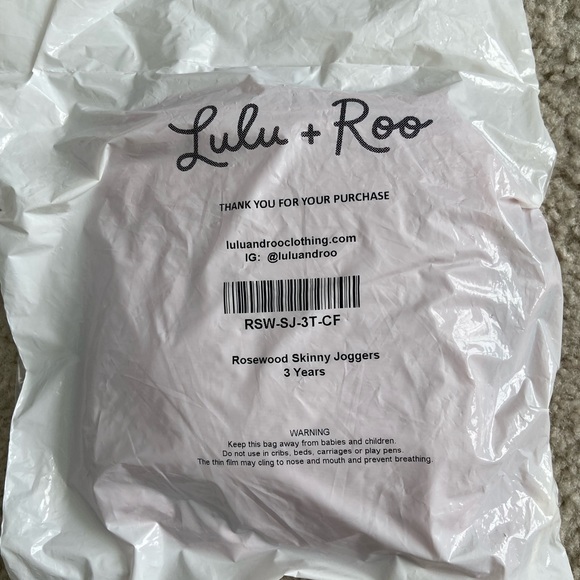 Lulu + Roo
THANK YOU FOR YOUR PURCHASE
luluandrooclothing.com
IG: @luluandroo
RSW-SJ-3T-CF
Rosewood Skinny Joggers
3 Years
WARNING
Keep this bag away from babies and children.
Do not use in cribs, beds, carriages or play pens.
The thin film may cling to nose and mouth and prevent breathing.